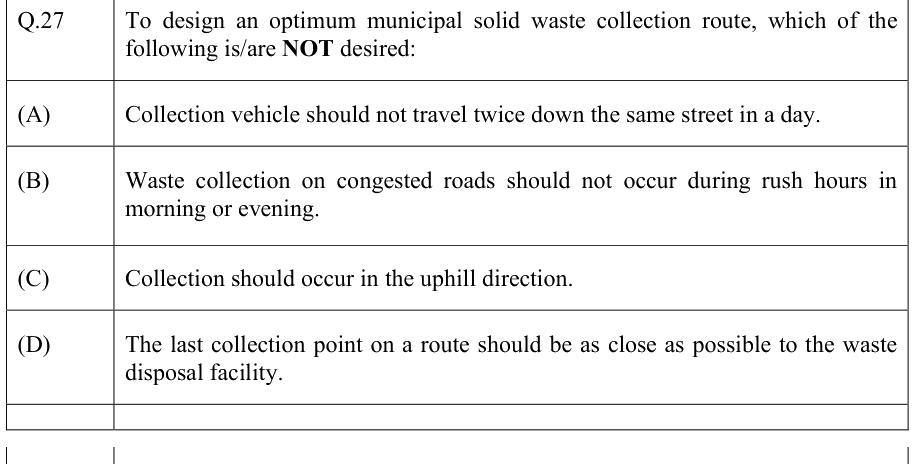 Q.27 To design an optimum municipal solid waste collection route, which of the
following is/are NOT desired:
(A) Collection vehicle should not travel twice down the same street in a day.
(B) Waste collection on congested roads should not occur during rush hours in
morning or evening.
(C) Collection should occur in the uphill direction.
(D) The last collection point on a route should be as close as possible to the waste
disposal facility.